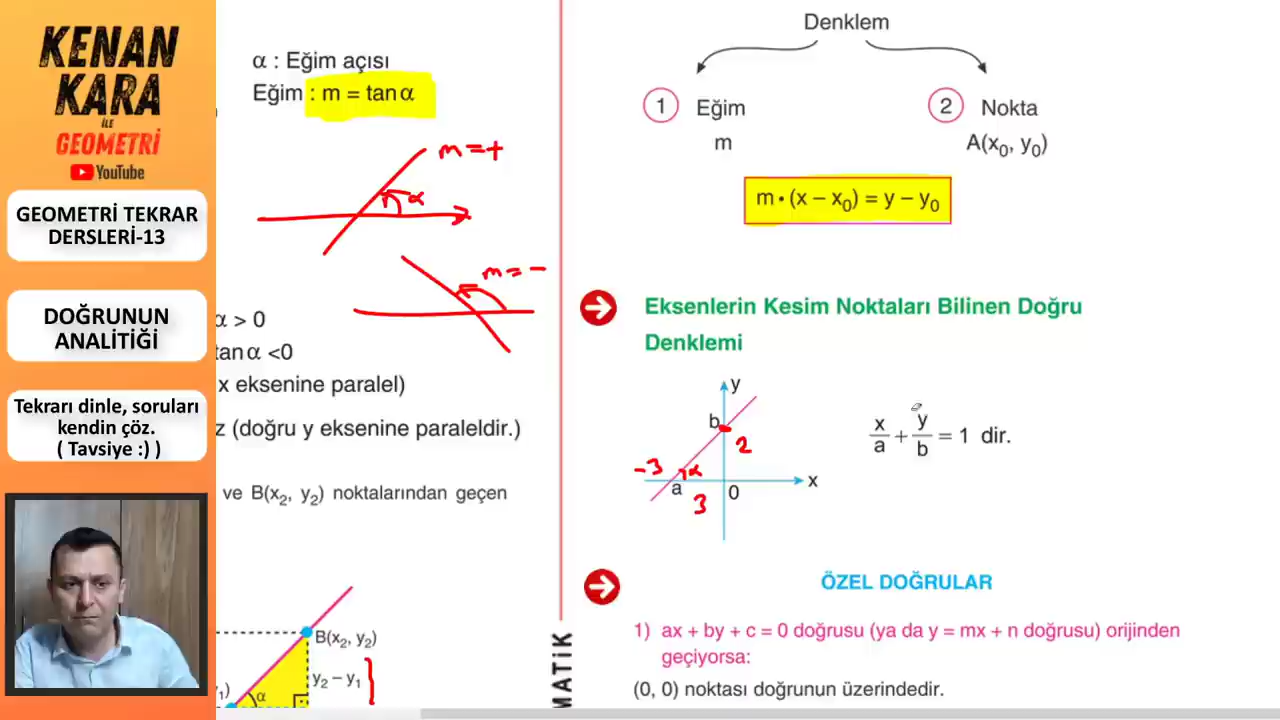 KENAN
KARA
İLE
GEOMETRİ
YouTube
GEOMETRİ TEKRAR
DERSLERİ-13
DOĞRUNUN
ANALİTİĞİ
Tekrarı dinle, soruları
kendin çöz.
( Tavsiye :) )
α : Eğim açısı
Eğim : m = tanα
m=+
α
m=-
α > 0
tanα <0
x eksenine paralel)
z (doğru y eksenine paraleldir.)
ve B(x₂, y₂) noktalarından geçen
B(x₂, y₂)
y₂ – y₁
α
MATİK
Denklem
1 Eğim
m
2 Nokta
A(x₀, y₀)
m • (x – x₀) = y – y₀
Eksenlerin Kesim Noktaları Bilinen Doğru
Denklemi
y
b
2
-3
α
a
0
x
3
x/a + y/b = 1 dir.
ÖZEL DOĞRULAR
1) ax + by + c = 0 doğrusu (ya da y = mx + n doğrusu) orijinden
geçiyorsa:
(0, 0) noktası doğrunun üzerindedir.